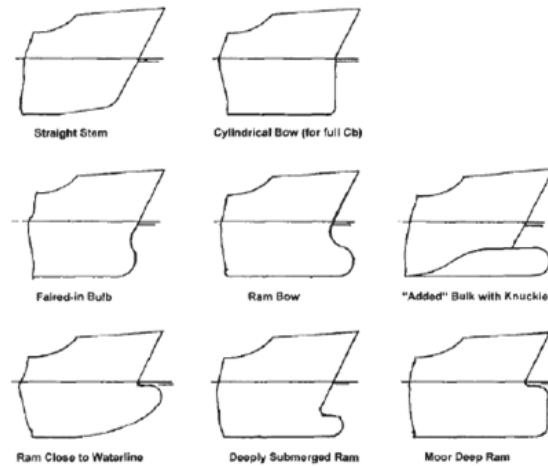 Straight Stem
Cylindrical Bow (for full Cb)
Faired-in Bulb
Ram Bow
"Added" Bulk with Knuckle
Ram Close to Waterline
Deeply Submerged Ram
Moor Deep Ram